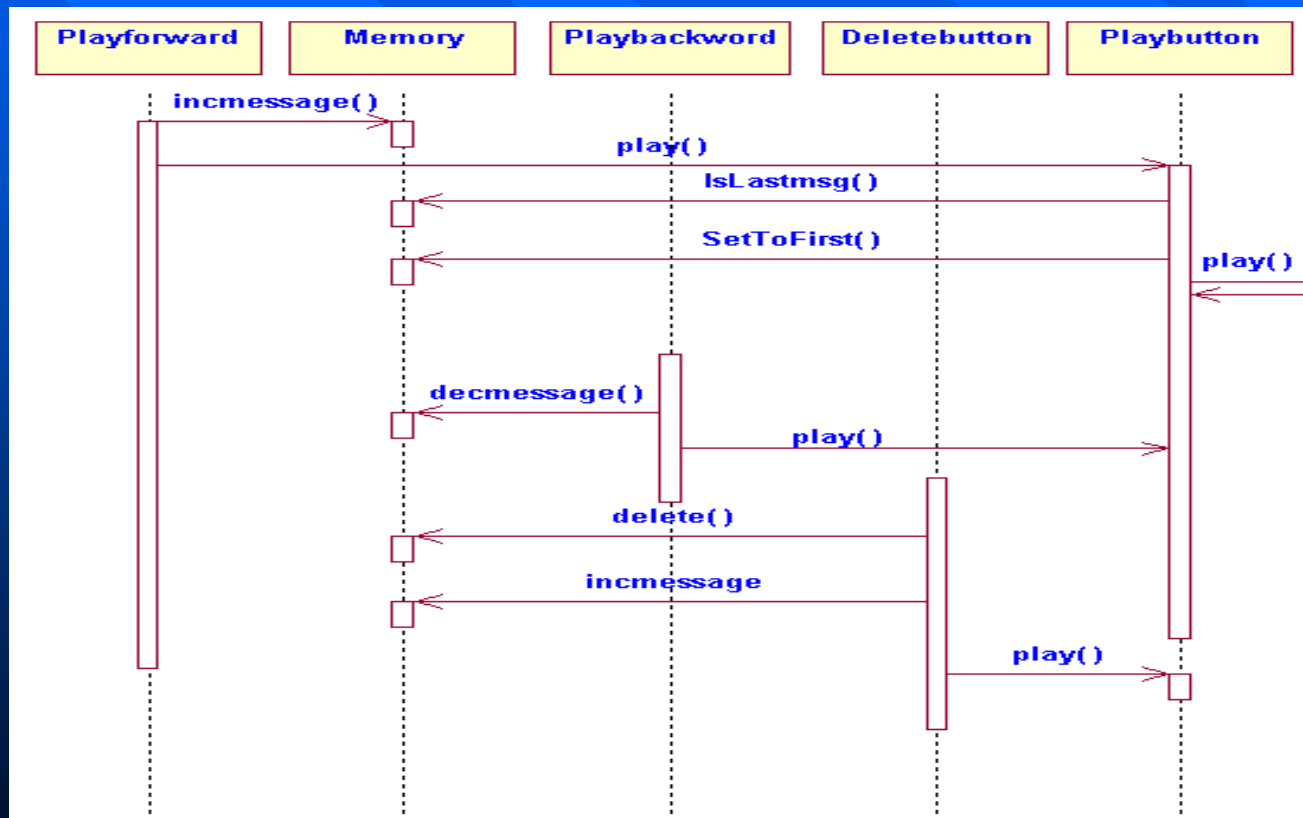 Playforward
Memory
Playbackword
Deletebutton
Playbutton
incmessage()
play()
IsLastmsg()
SetToFirst()
play()
decmessage()
play()
delete()
incmessage
play()